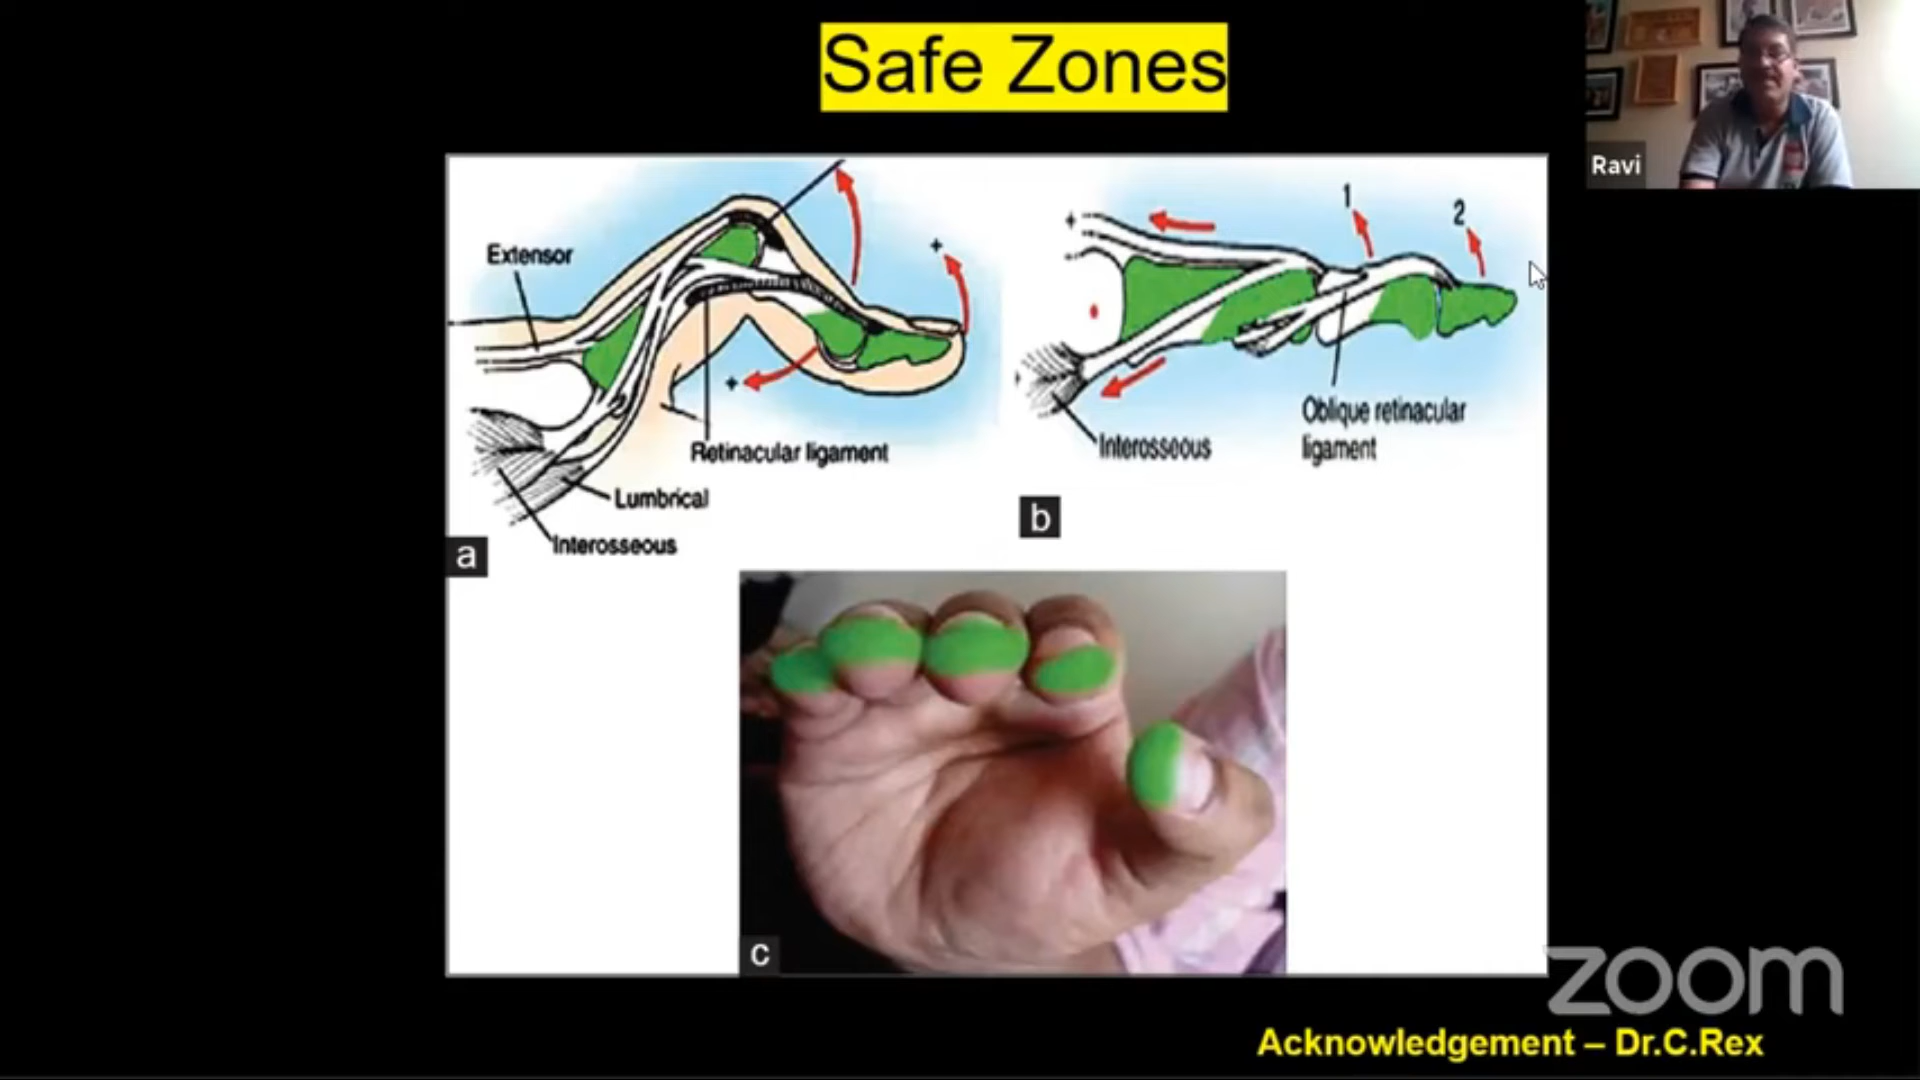 Safe Zones
Ravi
Extensor
+
+
Retinacular ligament
Lumbrical
Interosseous
a
+
+
1
2
Oblique retinacular
ligament
Interosseous
b
c
zoom
Acknowledgement – Dr.C.Rex